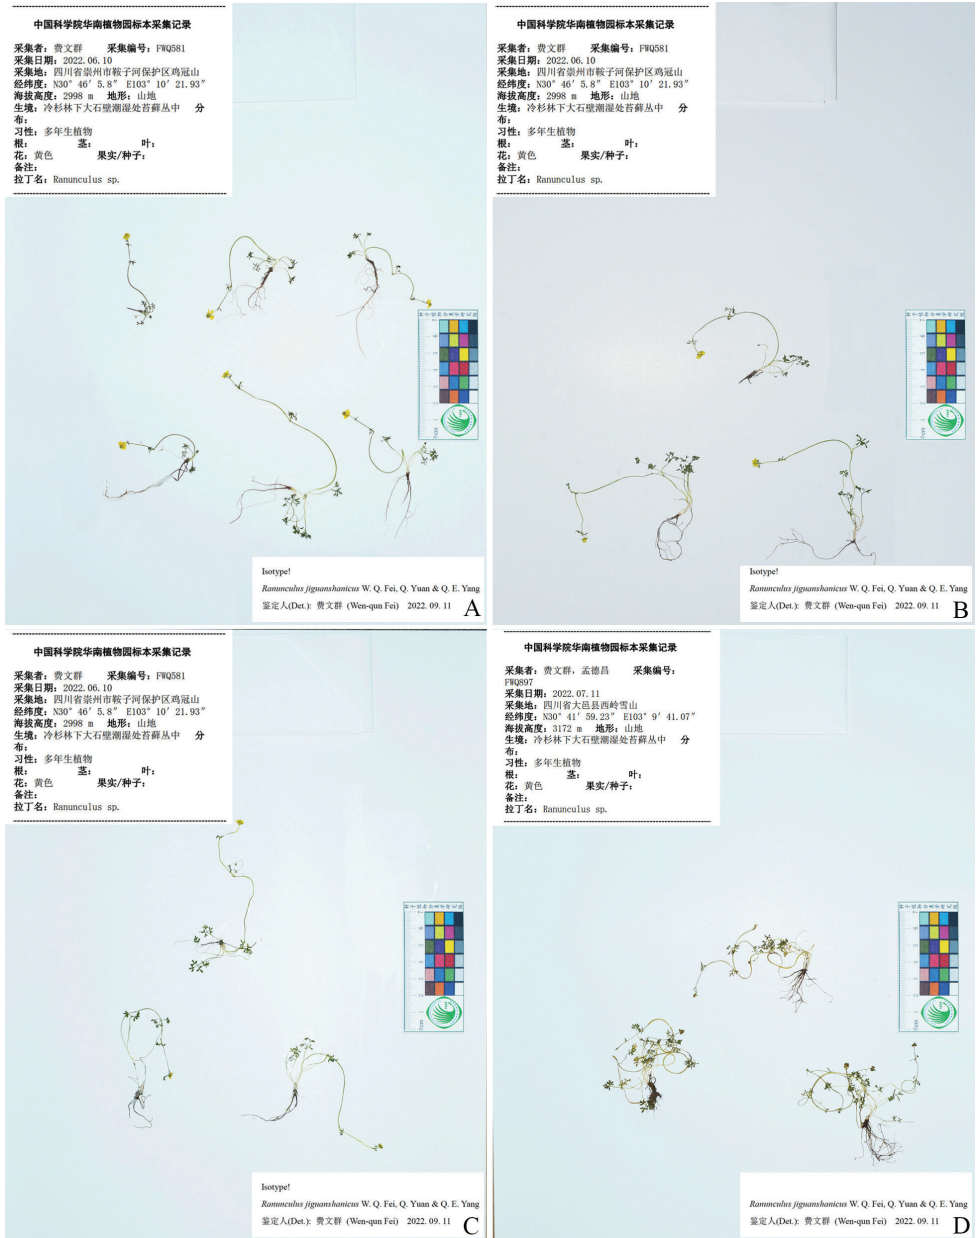 中国科学院华南植物园标本采集记录
采集者：费文群 采集编号：FWQ581
采集日期：2022.06.10
采集地：四川省崇州市鞍子河保护区鸡冠山
经纬度：N30° 46′ 5.8″ E103° 10′ 21.93″
海拔高度：2998 m 地形：山地
生境：冷杉林下大石壁潮湿处苔藓丛中 分
布：
习性：多年生植物
根： 茎： 叶：
花：黄色 果实/种子：
备注：
拉丁名：Ranunculus sp.
Isotype!
Ranunculus jiguanshanicus W. Q. Fei, Q. Yuan & Q. E. Yang
鉴定人(Det.): 费文群 (Wen-qun Fei) 2022. 09. 11
A
中国科学院华南植物园标本采集记录
采集者：费文群 采集编号：FWQ581
采集日期：2022.06.10
采集地：四川省崇州市鞍子河保护区鸡冠山
经纬度：N30° 46′ 5.8″ E103° 10′ 21.93″
海拔高度：2998 m 地形：山地
生境：冷杉林下大石壁潮湿处苔藓丛中 分
布：
习性：多年生植物
根： 茎： 叶：
花：黄色 果实/种子：
备注：
拉丁名：Ranunculus sp.
Isotype!
Ranunculus jiguanshanicus W. Q. Fei, Q. Yuan & Q. E. Yang
鉴定人(Det.): 费文群 (Wen-qun Fei) 2022. 09. 11
B
中国科学院华南植物园标本采集记录
采集者：费文群 采集编号：FWQ581
采集日期：2022.06.10
采集地：四川省崇州市鞍子河保护区鸡冠山
经纬度：N30° 46′ 5.8″ E103° 10′ 21.93″
海拔高度：2998 m 地形：山地
生境：冷杉林下大石壁潮湿处苔藓丛中 分
布：
习性：多年生植物
根： 茎： 叶：
花：黄色 果实/种子：
备注：
拉丁名：Ranunculus sp.
Isotype!
Ranunculus jiguanshanicus W. Q. Fei, Q. Yuan & Q. E. Yang
鉴定人(Det.): 费文群 (Wen-qun Fei) 2022. 09. 11
C
中国科学院华南植物园标本采集记录
采集者：费文群，孟德昌 采集编号：
FWQ897
采集日期：2022.07.11
采集地：四川省大邑县西岭雪山
经纬度：N30° 41′ 59.23″ E103° 9′ 41.07″
海拔高度：3172 m 地形：山地
生境：冷杉林下大石壁潮湿处苔藓丛中 分
布：
习性：多年生植物
根： 茎： 叶：
花：黄色 果实/种子：
备注：
拉丁名：Ranunculus sp.
Ranunculus jiguanshanicus W. Q. Fei, Q. Yuan & Q. E. Yang
鉴定人(Det.): 费文群 (Wen-qun Fei) 2022. 09. 11
D